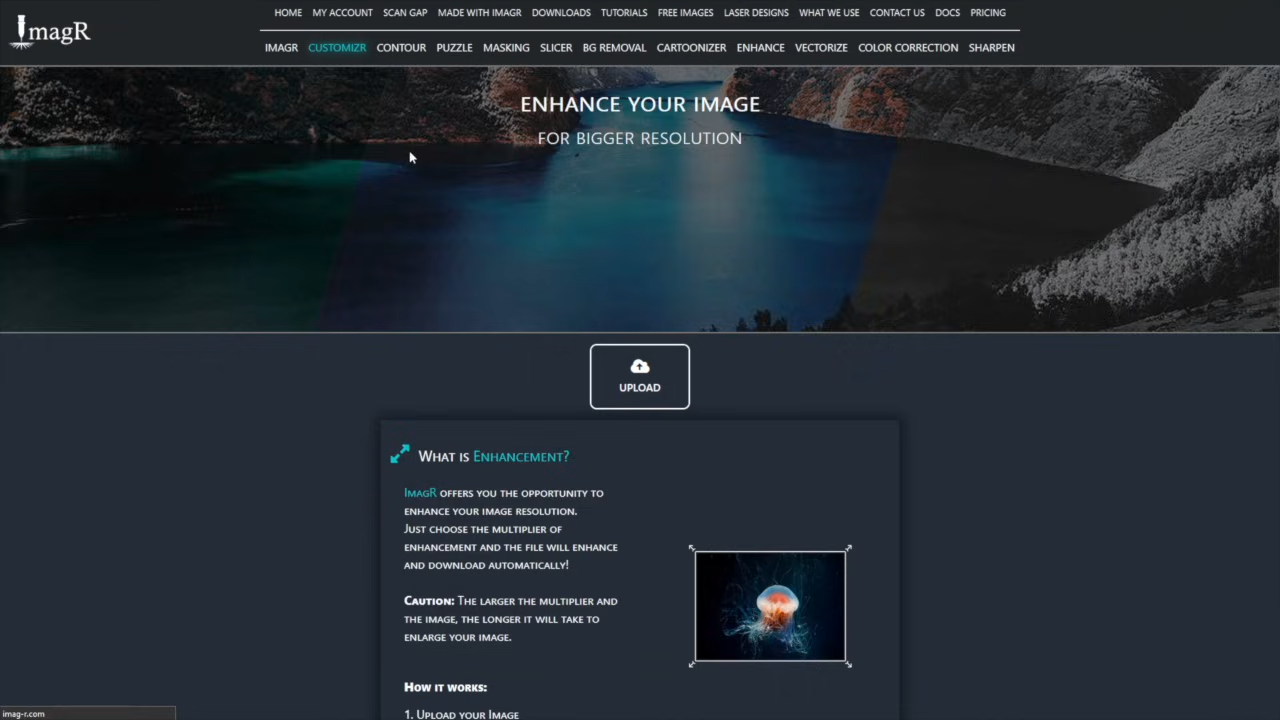 ImagR
HOME MY ACCOUNT SCAN GAP MADE WITH IMAGR DOWNLOADS TUTORIALS FREE IMAGES LASER DESIGNS WHAT WE USE CONTACT US DOCS PRICING
IMAGR CUSTOMIZR CONTOUR PUZZLE MASKING SLICER BG REMOVAL CARTOONIZER ENHANCE VECTORIZE COLOR CORRECTION SHARPEN
ENHANCE YOUR IMAGE
FOR BIGGER RESOLUTION
UPLOAD
What is Enhancement?
ImagR offers you the opportunity to
enhance your image resolution.
Just choose the multiplier of
enhancement and the file will enhance
and download automatically!
Caution: The larger the multiplier and
the image, the longer it will take to
enlarge your image.
How it works:
1. Upload your Image
imag-r.com